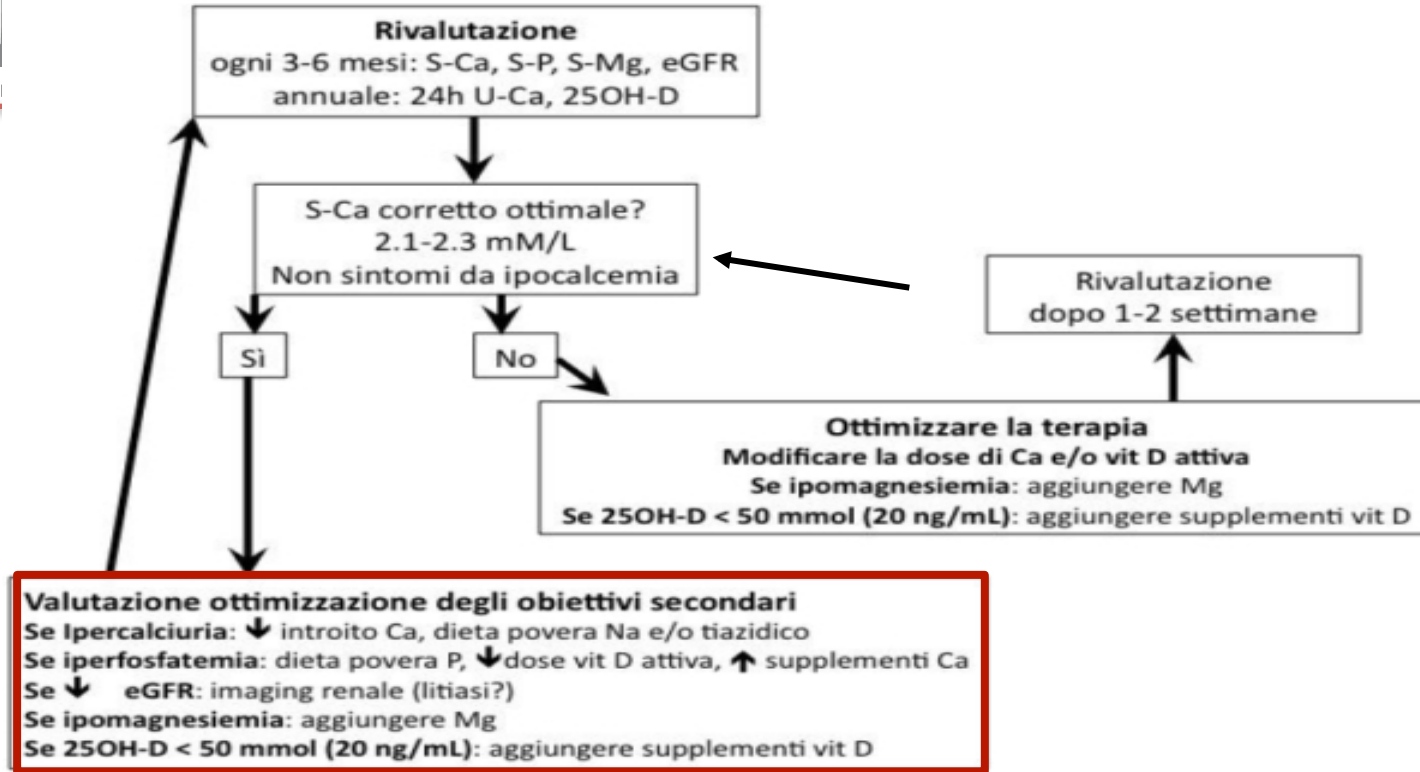 Rivalutazione
ogni 3-6 mesi: S-Ca, S-P, S-Mg, eGFR
annuale: 24h U-Ca, 25OH-D
S-Ca corretto ottimale?
2.1-2.3 mM/L
Non sintomi da ipocalcemia
Rivalutazione
dopo 1-2 settimane
Sì
No
Ottimizzare la terapia
Modificare la dose di Ca e/o vit D attiva
Se ipomagnesiemia: aggiungere Mg
Se 25OH-D < 50 mmol (20 ng/mL): aggiungere supplementi vit D
Valutazione ottimizzazione degli obiettivi secondari
Se Ipercalciuria: ↓ introito Ca, dieta povera Na e/o tiazidico
Se iperfosfatemia: dieta povera P, ↓dose vit D attiva, ↑ supplementi Ca
Se ↓ eGFR: imaging renale (litiasi?)
Se ipomagnesiemia: aggiungere Mg
Se 25OH-D < 50 mmol (20 ng/mL): aggiungere supplementi vit D